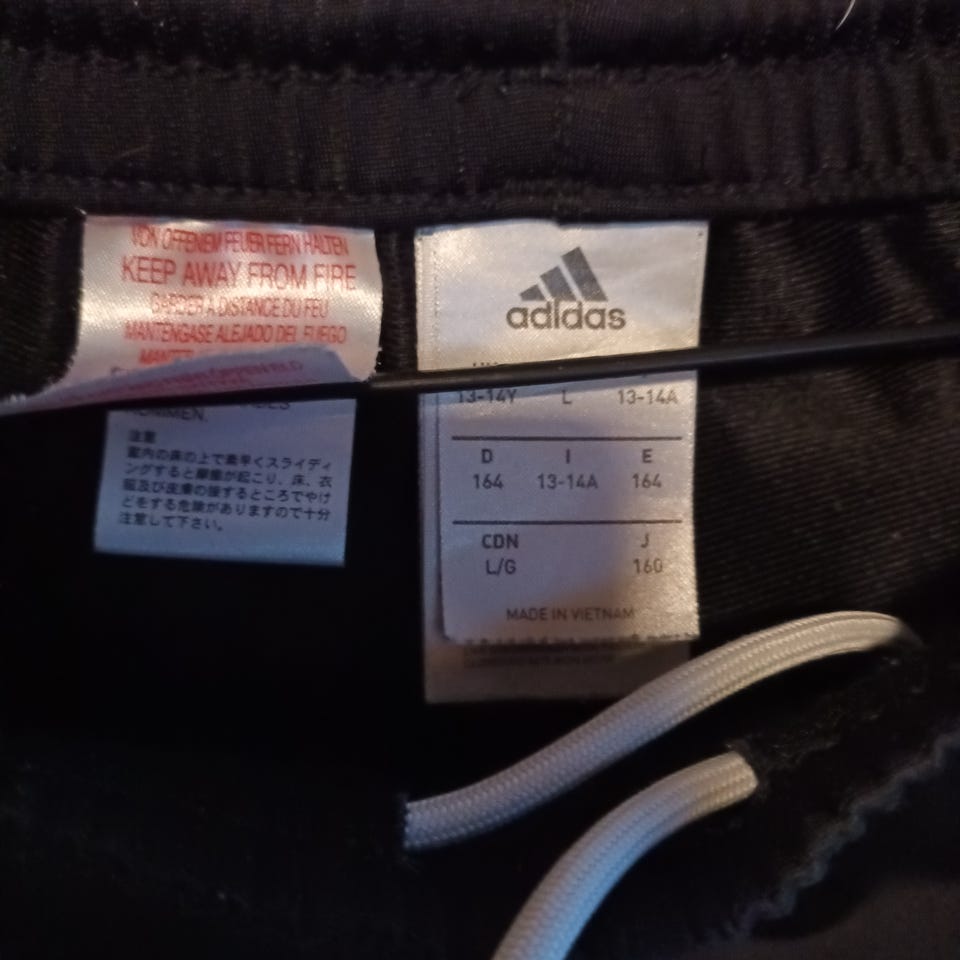 VON OFFENEM FEUER FERN HALTEN
KEEP AWAY FROM FIRE
GARDER À DISTANCE DU FEU
MANTÉNGASE ALEJADO DEL FUEGO
注意
室内の床の上で素早くスライディ
ングすると摩擦が起こり、床、衣
服及び皮膚の接するところでやけ
どをする危険がありますので十分
注意して下さい。
adidas
13-14Y L 13-14A
D I E
164 13-14A 164
CDN J
L/G 160
MADE IN VIETNAM